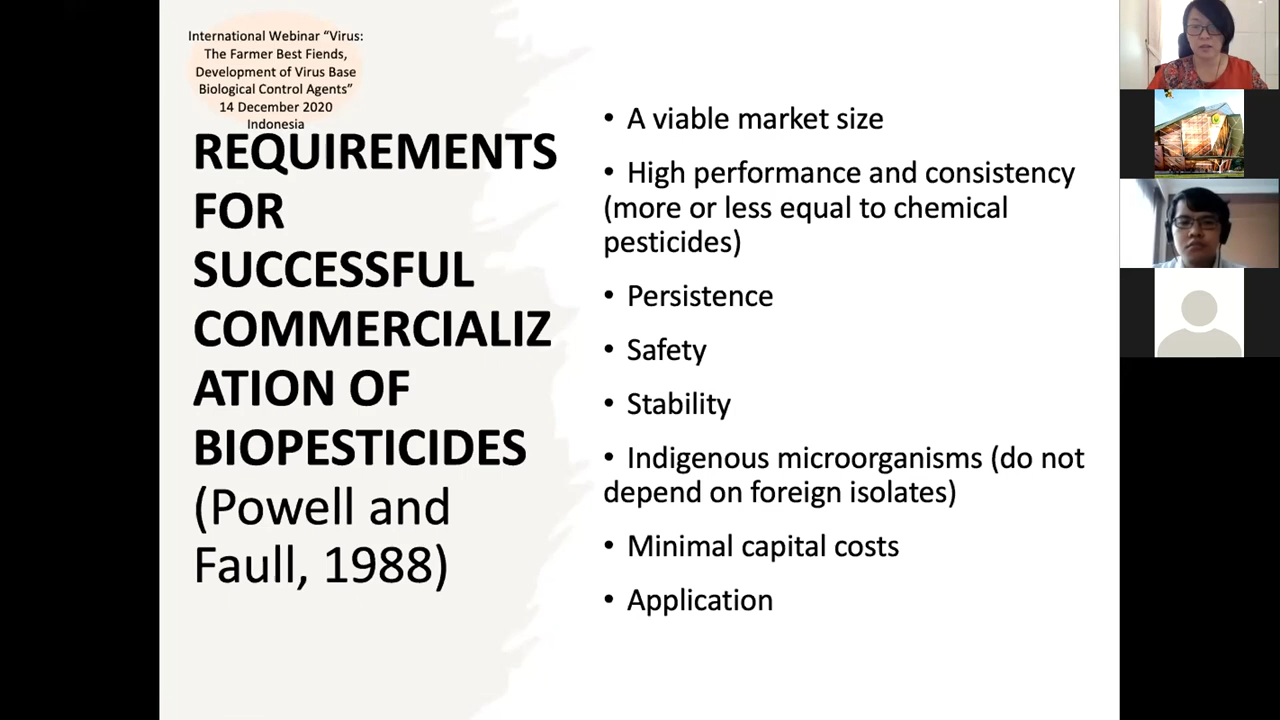 International Webinar “Virus:
The Farmer Best Fiends,
Development of Virus Base
Biological Control Agents”
14 December 2020
Indonesia
REQUIREMENTS
FOR
SUCCESSFUL
COMMERCIALIZ
ATION OF
BIOPESTICIDES
(Powell and
Faull, 1988)
• A viable market size
• High performance and consistency
(more or less equal to chemical
pesticides)
• Persistence
• Safety
• Stability
• Indigenous microorganisms (do not
depend on foreign isolates)
• Minimal capital costs
• Application